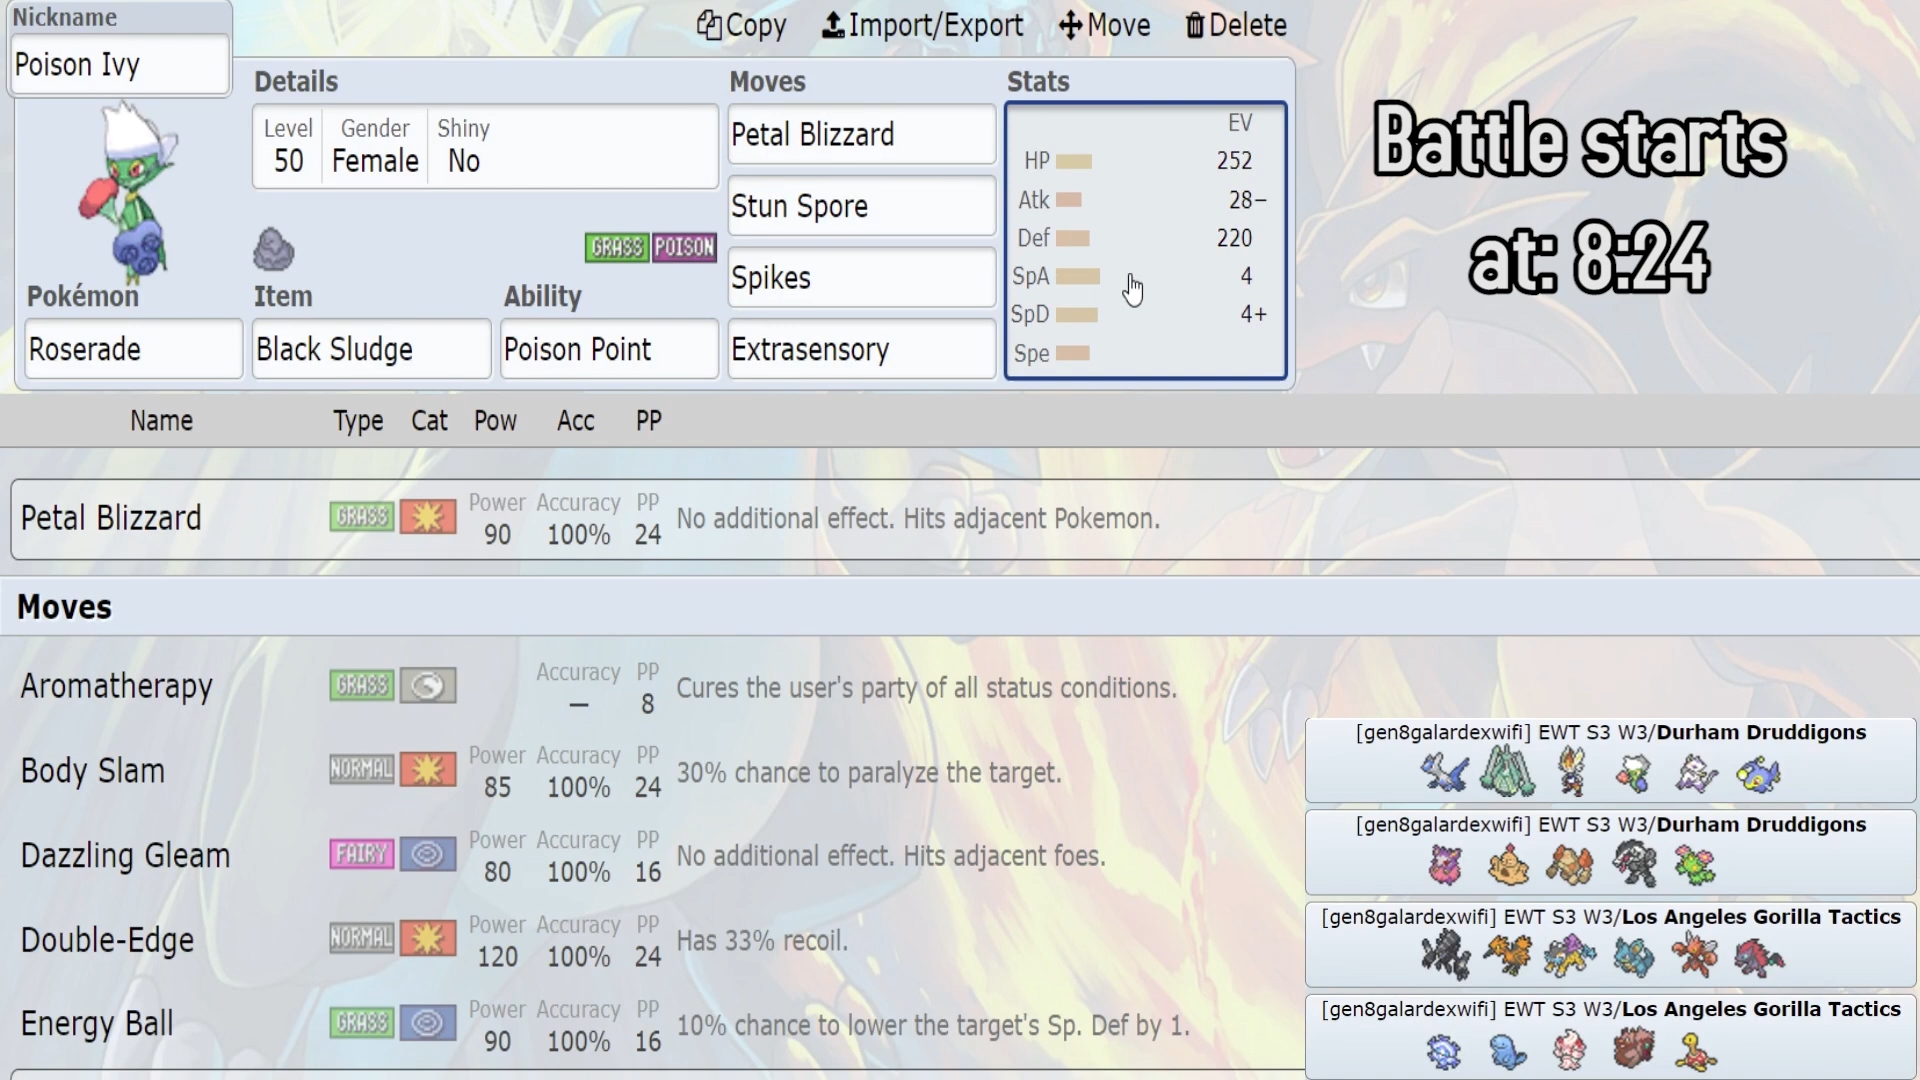 Nickname
Poison Ivy
Copy Import/Export Move Delete
Details Moves Stats
Level Gender Shiny
50 Female No
Petal Blizzard
Stun Spore
Spikes
Extrasensory
EV
HP 252
Atk 28−
Def 220
SpA 4
SpD 4+
Spe
GRASS POISON
Pokémon Item Ability
Roserade Black Sludge Poison Point
Battle starts
at: 8:24
Name Type Cat Pow Acc PP
Petal Blizzard GRASS Power 90 Accuracy 100% PP 24 No additional effect. Hits adjacent Pokemon.
Moves
Aromatherapy GRASS Accuracy — PP 8 Cures the user's party of all status conditions.
Body Slam NORMAL Power 85 Accuracy 100% PP 24 30% chance to paralyze the target.
Dazzling Gleam FAIRY Power 80 Accuracy 100% PP 16 No additional effect. Hits adjacent foes.
Double-Edge NORMAL Power 120 Accuracy 100% PP 24 Has 33% recoil.
Energy Ball GRASS Power 90 Accuracy 100% PP 16 10% chance to lower the target's Sp. Def by 1.
[gen8galardexwifi] EWT S3 W3/Durham Druddigons
[gen8galardexwifi] EWT S3 W3/Durham Druddigons
[gen8galardexwifi] EWT S3 W3/Los Angeles Gorilla Tactics
[gen8galardexwifi] EWT S3 W3/Los Angeles Gorilla Tactics